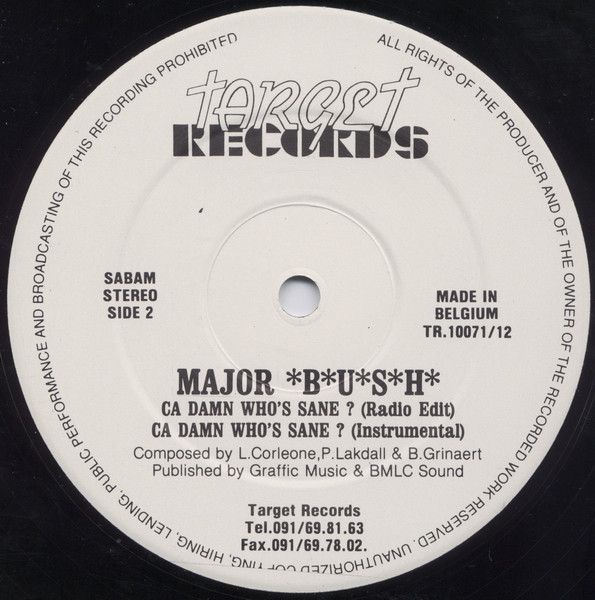 ALL RIGHTS OF THE PRODUCER AND OF THE OWNER OF THE RECORDED WORK RESERVED. UNAUTHORIZED COPYING, HIRING, LENDING, PUBLIC PERFORMANCE AND BROADCASTING OF THIS RECORDING PROHIBITED
TARGET
RECORDS
SABAM
STEREO
SIDE 2
MADE IN
BELGIUM
TR.10071/12
MAJOR *B*U*S*H*
CA DAMN WHO'S SANE ? (Radio Edit)
CA DAMN WHO'S SANE ? (Instrumental)
Composed by L.Corleone,P.Lakdall & B.Grinaert
Published by Graffic Music & BMLC Sound
Target Records
Tel.091/69.81.63
Fax.091/69.78.02.